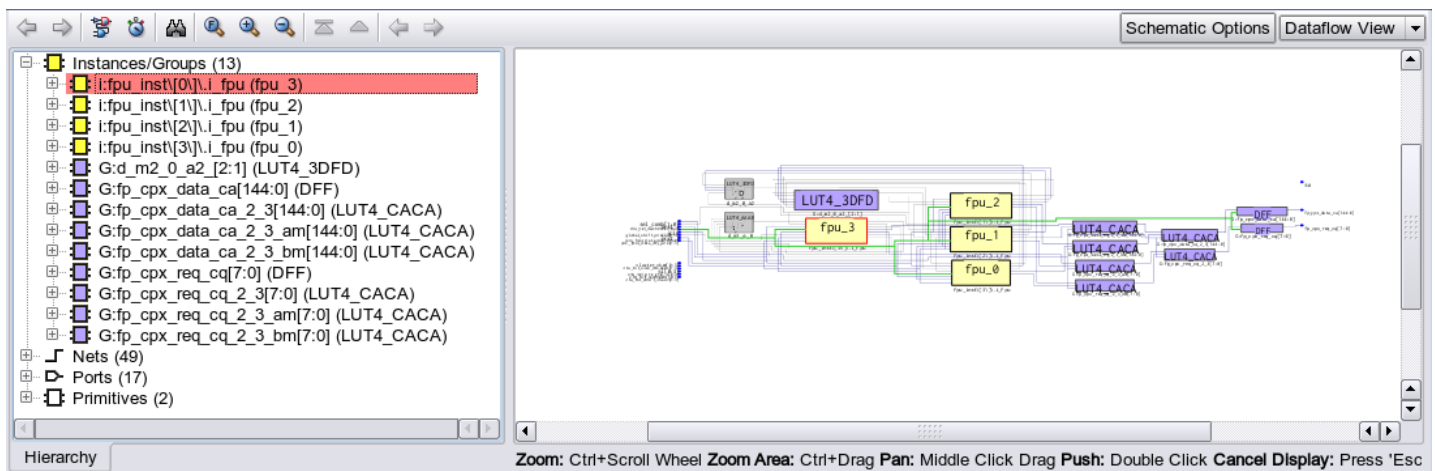 Schematic Options
Dataflow View
Instances/Groups (13)
i:fpu_inst\[0\]\.i_fpu (fpu_3)
i:fpu_inst\[1\]\.i_fpu (fpu_2)
i:fpu_inst\[2\]\.i_fpu (fpu_1)
i:fpu_inst\[3\]\.i_fpu (fpu_0)
G:d_m2_0_a2_[2:1] (LUT4_3DFD)
G:fp_cpx_data_ca[144:0] (DFF)
G:fp_cpx_data_ca_2_3[144:0] (LUT4_CACA)
G:fp_cpx_data_ca_2_3_am[144:0] (LUT4_CACA)
G:fp_cpx_data_ca_2_3_bm[144:0] (LUT4_CACA)
G:fp_cpx_req_cq[7:0] (DFF)
G:fp_cpx_req_cq_2_3[7:0] (LUT4_CACA)
G:fp_cpx_req_cq_2_3_am[7:0] (LUT4_CACA)
G:fp_cpx_req_cq_2_3_bm[7:0] (LUT4_CACA)
Nets (49)
Ports (17)
Primitives (2)
Hierarchy
LUT4_3DFD
fpu_3
fpu_2
fpu_1
fpu_0
LUT4_CACA
LUT4_CACA
LUT4_CACA
LUT4_CACA
LUT4_CACA
LUT4_CACA
DFF
DFF
Zoom: Ctrl+Scroll Wheel Zoom Area: Ctrl+Drag Pan: Middle Click Drag Push: Double Click Cancel Display: Press 'Esc